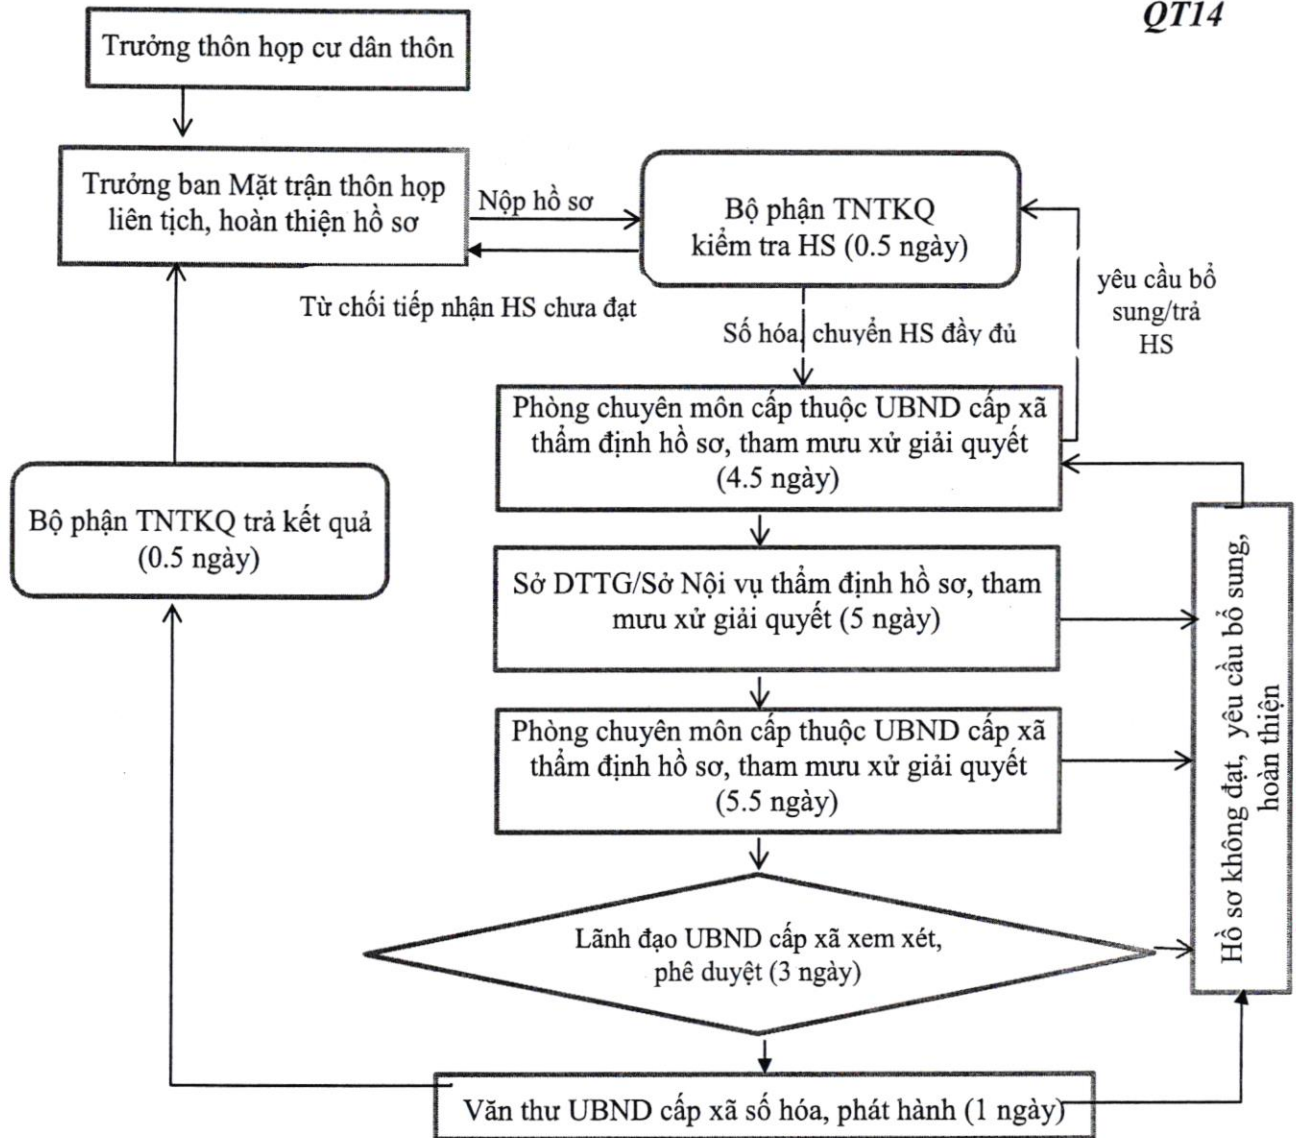 QT14
Trưởng thôn họp cư dân thôn
Trưởng ban Mặt trận thôn họp
liên tịch, hoàn thiện hồ sơ
Nộp hồ sơ
Bộ phận TNTKQ
kiểm tra HS (0.5 ngày)
Từ chối tiếp nhận HS chưa đạt
Số hóa, chuyển HS đầy đủ
yêu cầu bổ
sung/trả
HS
Phòng chuyên môn cấp thuộc UBND cấp xã
thẩm định hồ sơ, tham mưu xử giải quyết
(4.5 ngày)
Bộ phận TNTKQ trả kết quả
(0.5 ngày)
Sở DTTG/Sở Nội vụ thẩm định hồ sơ, tham
mưu xử giải quyết (5 ngày)
Phòng chuyên môn cấp thuộc UBND cấp xã
thẩm định hồ sơ, tham mưu xử giải quyết
(5.5 ngày)
Hồ sơ không đạt, yêu cầu bổ sung,
hoàn thiện
Lãnh đạo UBND cấp xã xem xét,
phê duyệt (3 ngày)
Văn thư UBND cấp xã số hóa, phát hành (1 ngày)